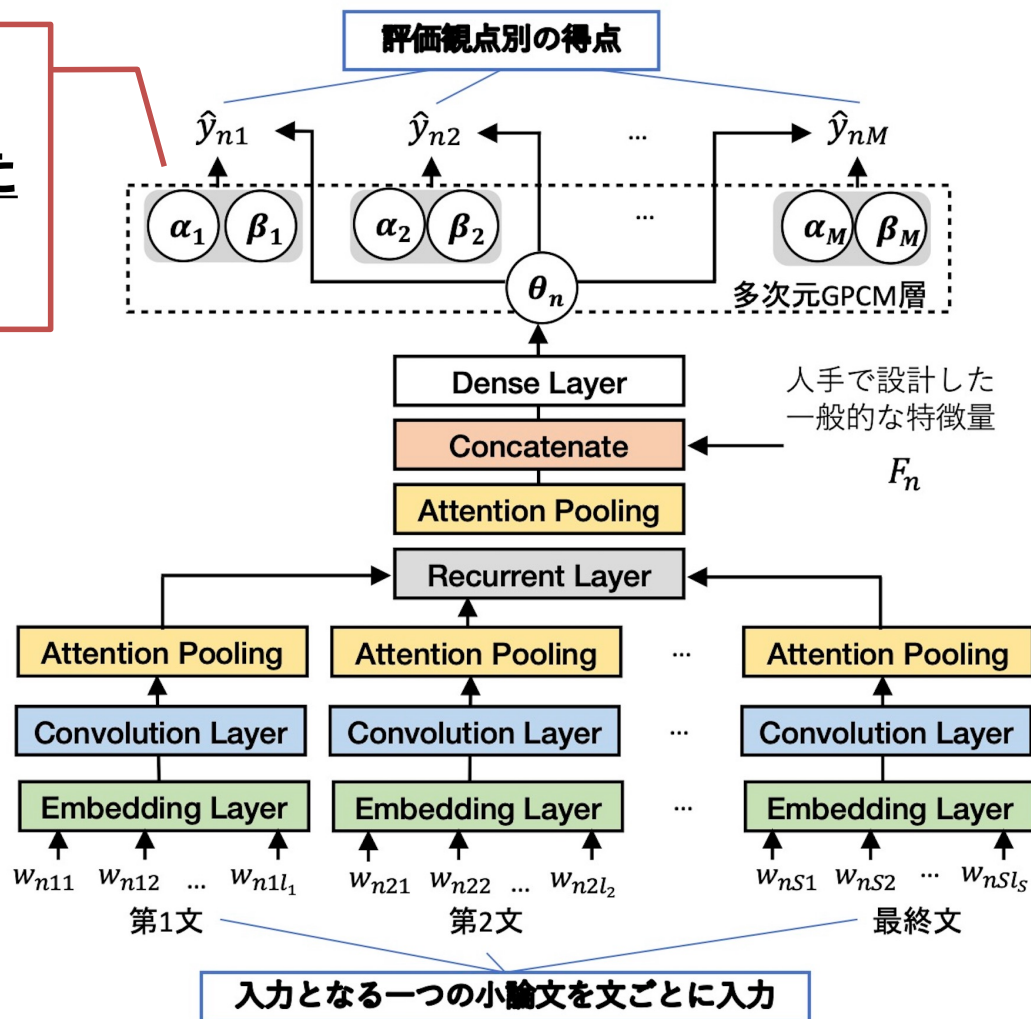 評価観点別の得点
た
ŷn1 ŷn2 ... ŷnM
α1 β1 α2 β2 ... αM βM
θn
多次元GPCM層
Dense Layer
人手で設計した
一般的な特徴量
Fn
Concatenate
Attention Pooling
Recurrent Layer
Attention Pooling Attention Pooling ... Attention Pooling
Convolution Layer Convolution Layer ... Convolution Layer
Embedding Layer Embedding Layer ... Embedding Layer
wn11 wn12 ... wn1l1 wn21 wn22 ... wn2l2 wnS1 wnS2 ... wnSlS
第1文 第2文 最終文
入力となる一つの小論文を文ごとに入力